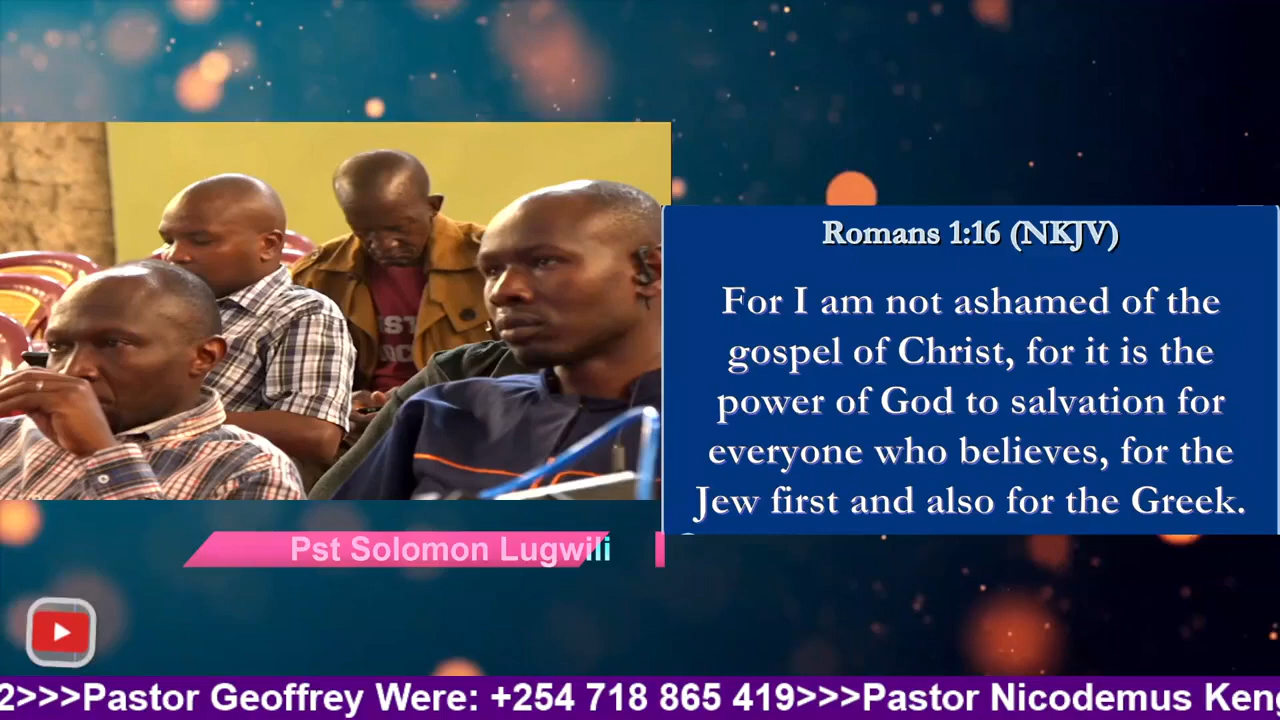 Romans 1:16 (NKJV)
For I am not ashamed of the
gospel of Christ, for it is the
power of God to salvation for
everyone who believes, for the
Jew first and also for the Greek.
Pst Solomon Lugwili
2>>>Pastor Geoffrey Were: +254 718 865 419>>>Pastor Nicodemus Keng